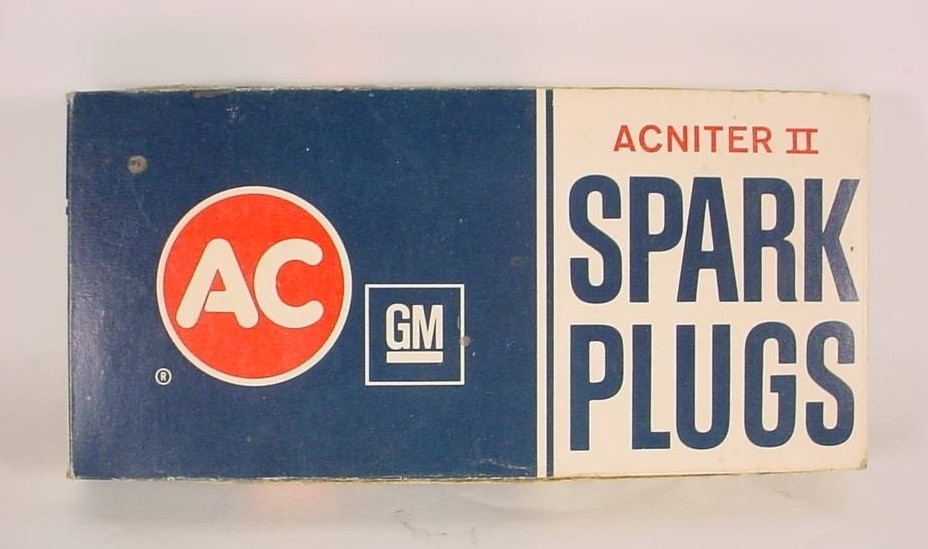 AC
®
GM
ACNITER II
SPARK
PLUGS